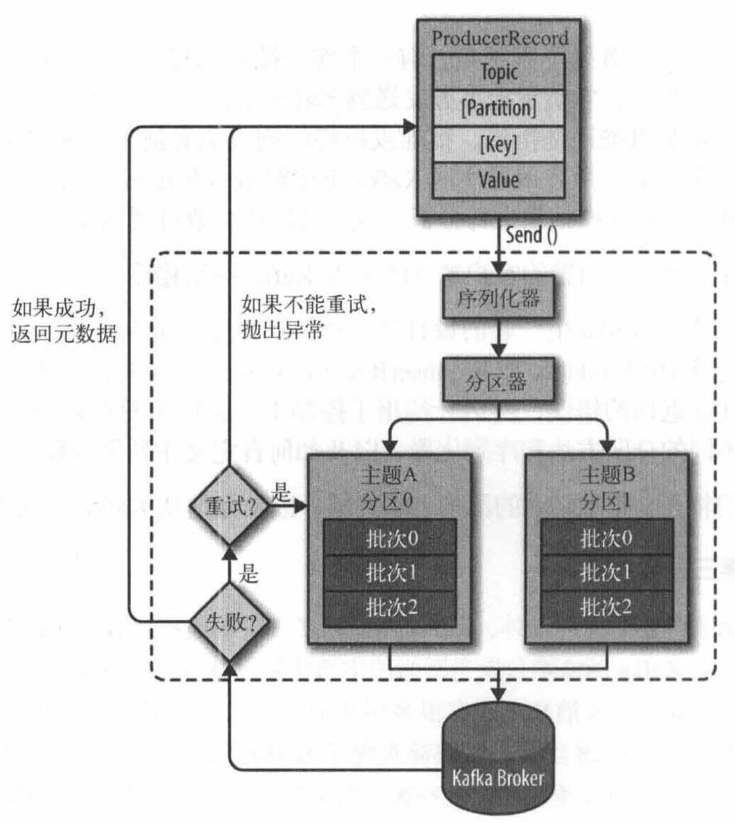 ProducerRecord
Topic
[Partition]
[Key]
Value
Send ()
序列化器
分区器
如果成功，
返回元数据
如果不能重试，
抛出异常
主题A
分区0
批次0
批次1
批次2
主题B
分区1
批次0
批次1
批次2
重试？
是
是
失败？
Kafka Broker